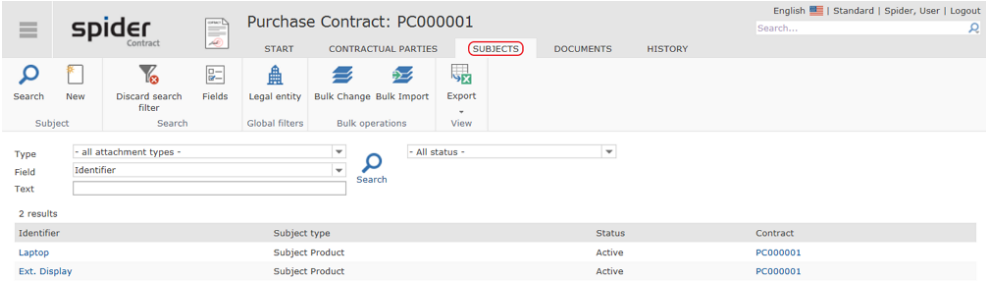 English | Standard | Spider, User | Logout
spider
Contract
Purchase Contract: PC000001
Search...
START CONTRACTUAL PARTIES SUBJECTS DOCUMENTS HISTORY
Search New Discard search filter Fields Legal entity Bulk Change Bulk Import Export
Subject Search Global filters Bulk operations View
Type - all attachment types - - All status -
Field Identifier
Search
Text
2 results
Identifier Subject type Status Contract
Laptop Subject Product Active PC000001
Ext. Display Subject Product Active PC000001